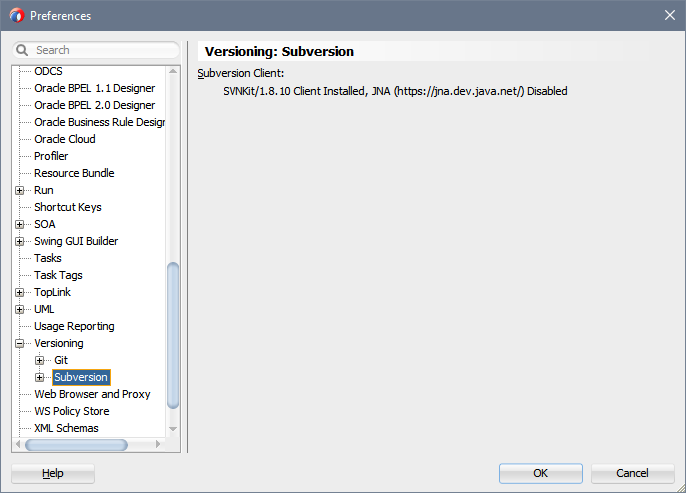 Preferences
Search
Versioning: Subversion
Subversion Client:
SVNKit/1.8.10 Client Installed, JNA (https://jna.dev.java.net/) Disabled
ODCS
Oracle BPEL 1.1 Designer
Oracle BPEL 2.0 Designer
Oracle Business Rule Design
Oracle Cloud
Profiler
Resource Bundle
Run
Shortcut Keys
SOA
Swing GUI Builder
Tasks
Task Tags
TopLink
UML
Usage Reporting
Versioning
Git
Subversion
Web Browser and Proxy
WS Policy Store
XML Schemas
Help
OK
Cancel